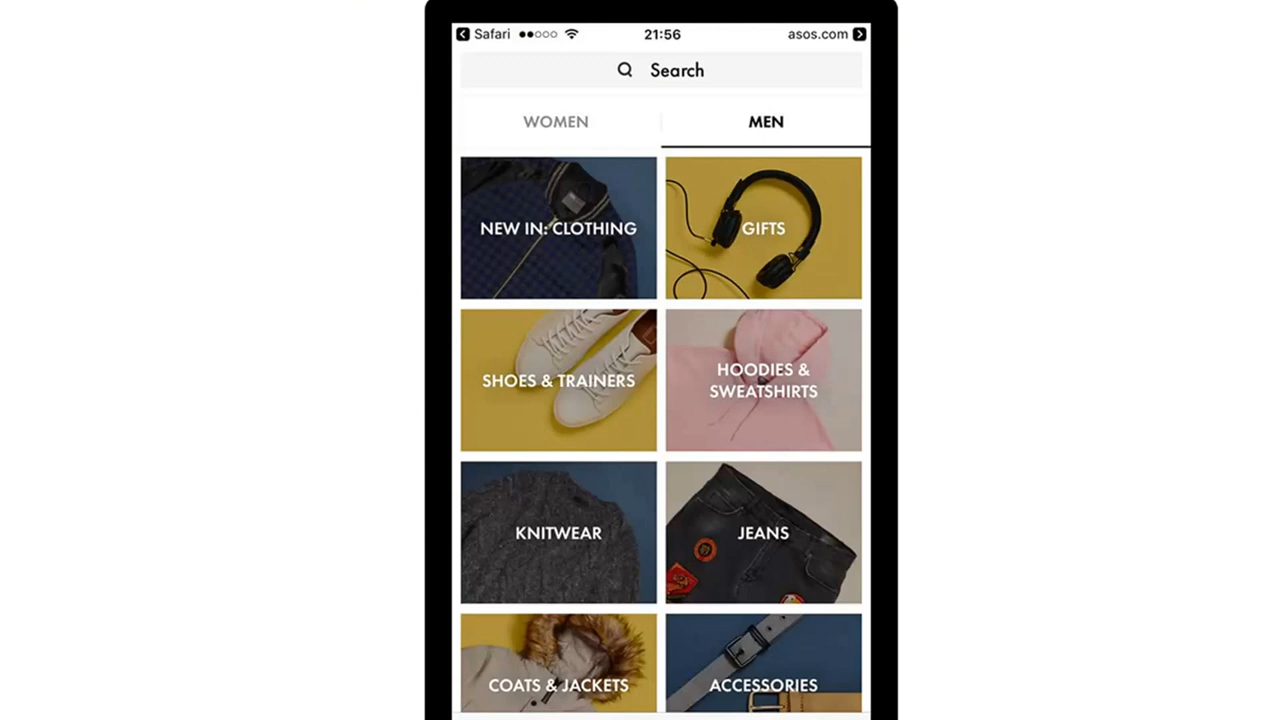 Safari 21:56 asos.com
Search
WOMEN MEN
NEW IN: CLOTHING
GIFTS
SHOES & TRAINERS
HOODIES &
SWEATSHIRTS
KNITWEAR
JEANS
COATS & JACKETS
ACCESSORIES